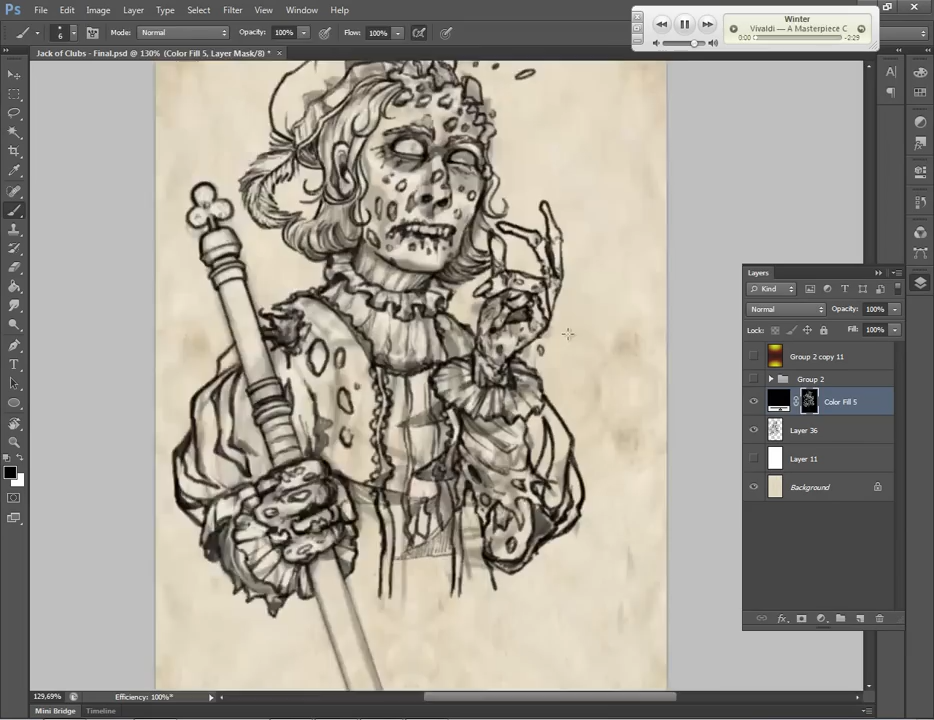 Ps File Edit Image Layer Type Select Filter View Window Help
6 Mode: Normal Opacity: 100% Flow: 100%
Winter
Vivaldi — A Masterpiece C
0:00 -2:29
Jack of Clubs - Final.psd @ 130% (Color Fill 5, Layer Mask/8) * ×
Layers
Kind
Normal Opacity: 100%
Lock: Fill: 100%
Group 2 copy 11
Group 2
Color Fill 5
Layer 36
Layer 11
Background
fx
129,69% Efficiency: 100%*
Mini Bridge Timeline